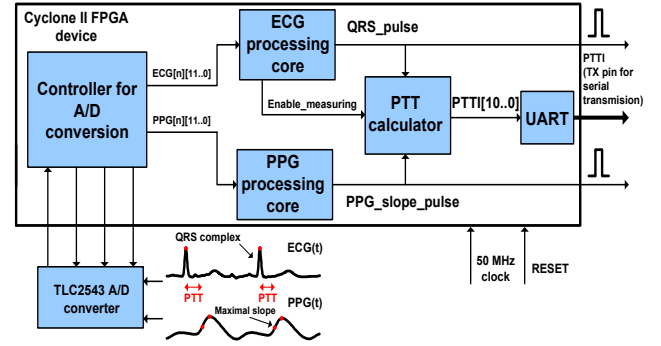 Cyclone II FPGA
device
Controller for
A/D
conversion
ECG[n][11..0]
PPG[n][11..0]
ECG
processing
core
QRS_pulse
Enable_measuring
PTT
calculator
PTTI[10..0]
UART
PTTI
(TX pin for
serial
transmision)
PPG
processing
core
PPG_slope_pulse
50 MHz
clock
RESET
TLC2543 A/D
converter
QRS complex
ECG(t)
PTT
PTT
PPG(t)
Maximal slope